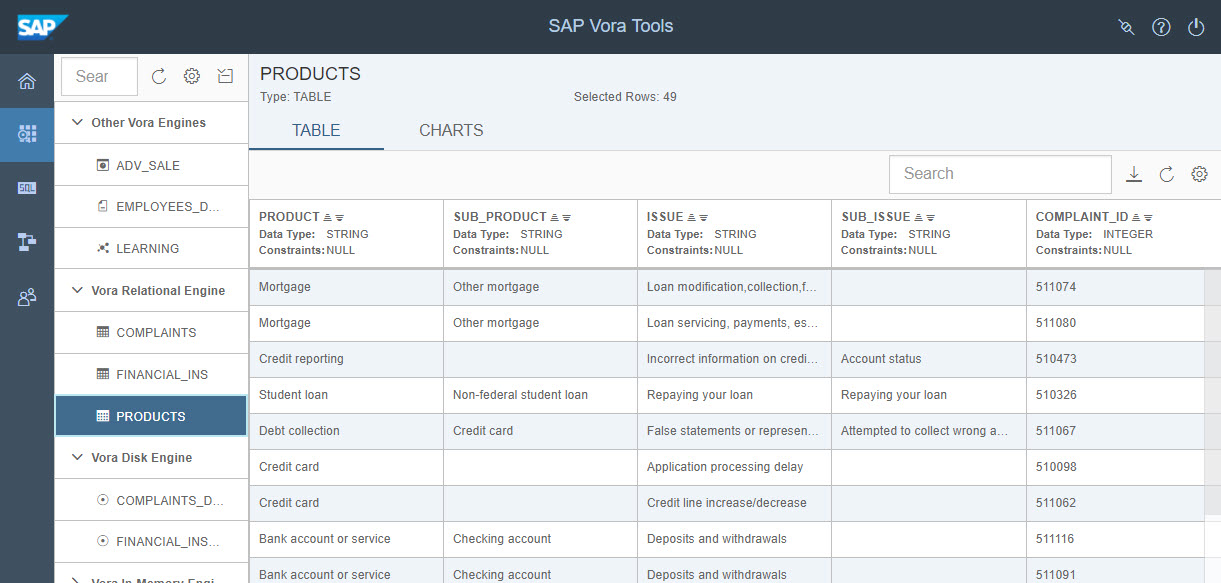 SAP
SAP Vora Tools
Sear
Other Vora Engines
ADV_SALE
EMPLOYEES_D...
LEARNING
Vora Relational Engine
COMPLAINTS
FINANCIAL_INS
PRODUCTS
Vora Disk Engine
COMPLAINTS_D...
FINANCIAL_INS...
Vora In-Memory Engi...
SQL
PRODUCTS
Type: TABLE Selected Rows: 49
TABLE CHARTS
Search
PRODUCT SUB_PRODUCT ISSUE SUB_ISSUE COMPLAINT_ID
Data Type: STRING Data Type: STRING Data Type: STRING Data Type: STRING Data Type: INTEGER
Constraints: NULL Constraints: NULL Constraints: NULL Constraints: NULL Constraints: NULL
Mortgage Other mortgage Loan modification,collection,f... 511074
Mortgage Other mortgage Loan servicing, payments, es... 511080
Credit reporting Incorrect information on credi... Account status 510473
Student loan Non-federal student loan Repaying your loan Repaying your loan 510326
Debt collection Credit card False statements or represen... Attempted to collect wrong a... 511067
Credit card Application processing delay 510098
Credit card Credit line increase/decrease 511062
Bank account or service Checking account Deposits and withdrawals 511116
Bank account or service Checking account Deposits and withdrawals 511091